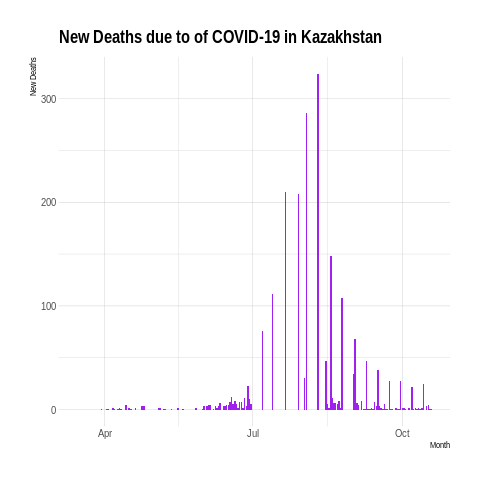 New Deaths due to of COVID-19 in Kazakhstan
New Deaths
300
200
100
0
Apr Jul Oct
Month